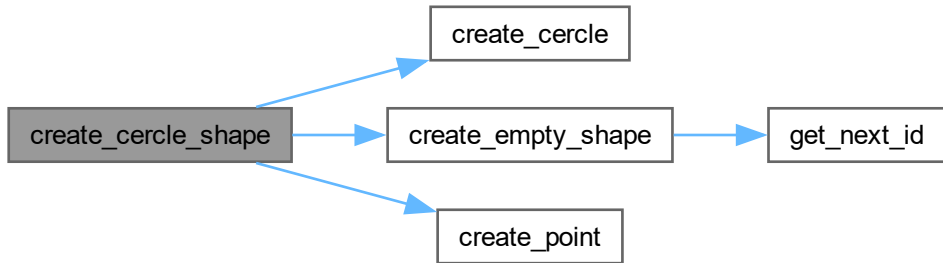 create_cercle
create_cercle_shape
create_empty_shape
get_next_id
create_point